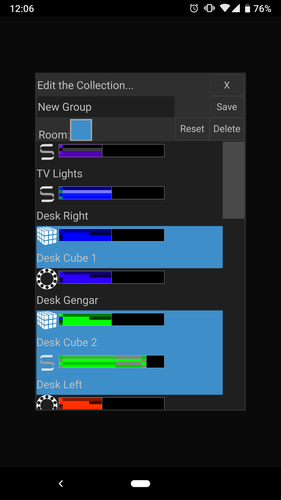 12:06
76%
Edit the Collection...
X
New Group
Save
Room:
Reset
Delete
TV Lights
Desk Right
Desk Cube 1
Desk Gengar
Desk Cube 2
Desk Left